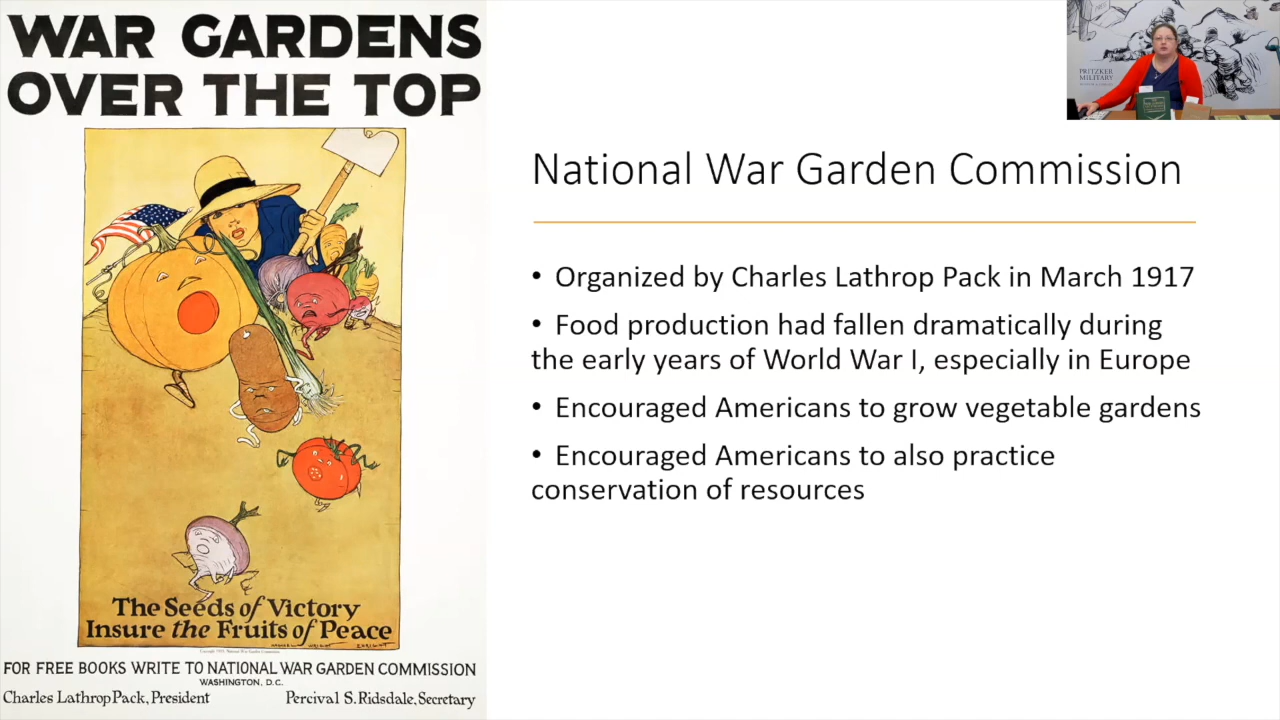 WAR GARDENS
OVER THE TOP
The Seeds of Victory
Insure the Fruits of Peace
FOR FREE BOOKS WRITE TO NATIONAL WAR GARDEN COMMISSION
WASHINGTON, D.C.
Charles Lathrop Pack, President Percival S. Ridsdale, Secretary
PRITZKER
MILITARY
National War Garden Commission
• Organized by Charles Lathrop Pack in March 1917
• Food production had fallen dramatically during
the early years of World War I, especially in Europe
• Encouraged Americans to grow vegetable gardens
• Encouraged Americans to also practice
conservation of resources